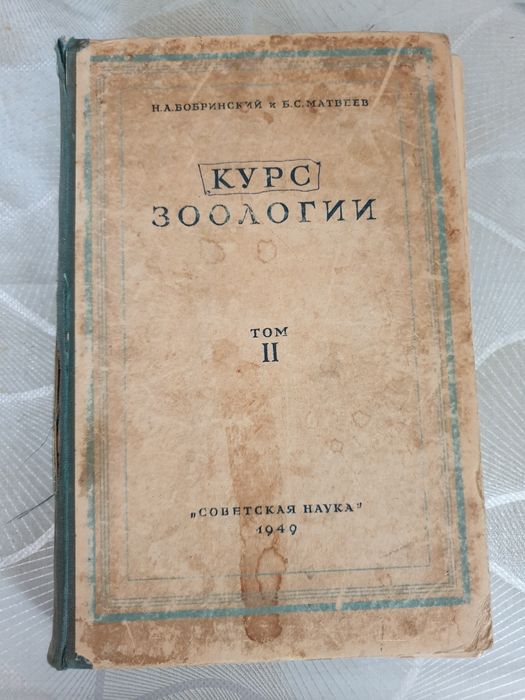 Н.А.БОБРИНСКИЙ и Б.С.МАТВЕЕВ
КУРС
ЗООЛОГИИ
ТОМ
II
„СОВЕТСКАЯ НАУКА"
1949